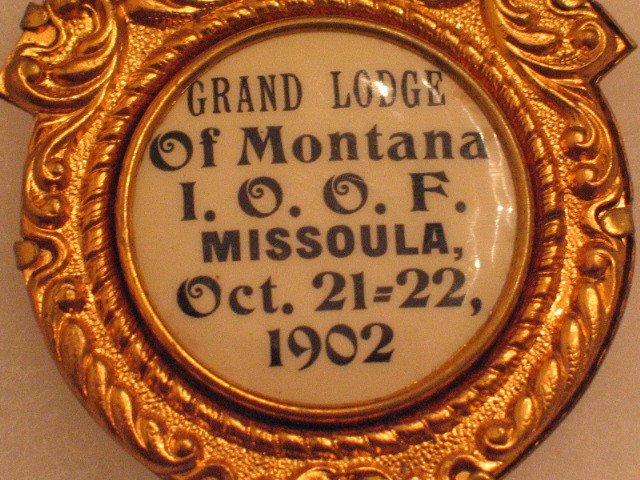 GRAND LODGE
Of Montana
I. O. O. F.
MISSOULA,
Oct. 21=22,
1902